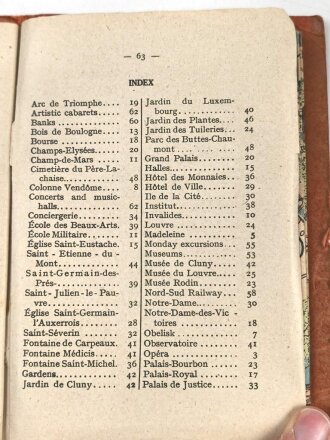 — 63 —
INDEX
Arc de Triomphe.... 19
Artistic cabarets..... 62
Banks............... 60
Bois de Boulogne.... 13
Bourse.............. 18
Champs-Elysées...... 20
Champ-de-Mars...... 11
Cimetière du Père-La-
chaise............. 48
Colonne Vendôme.... 8
Concerts and music-
halls.............. 62
Conciergerie......... 34
École des Beaux-Arts. 39
École Militaire....... 11
Église Saint-Eustache. 15
Saint - Etienne - du -
Mont............. 44
Saint-Germain-des-
Prés.............. 39
Saint - Julien - le - Pau-
vre............... 32
Église Saint-Germain-
l'Auxerrois........ 28
Saint-Séverin........ 32
Fontaine de Carpeaux. 41
Fontaine Médicis..... 41
Fontaine Saint-Michel. 36
Gardens............. 42
Jardin de Cluny...... 42
Jardin du Luxem-
bourg............. 40
Jardin des Plantes.... 46
Jardin des Tuileries... 24
Parc des Buttes-Chau-
mont............. 48
Grand Palais......... 20
Halles............... 15
Hôtel des Monnaies.. 36
Hôtel de Ville........ 29
Ile de la Cité......... 30
Institut.............. 38
Invalides............. 10
Louvre.............. 24
Madeleine........... 5
Monday excursions... 55
Museums............ 53
Musée de Cluny...... 42
Musée du Louvre..... 25
Musée Rodin......... 23
Nord-Sud Railway.... 58
Notre-Dame.......... 30
Notre-Dame-des-Vic-
toires............. 18
Obelisk.............. 7
Observatoire......... 41
Opéra............... 3
Palais-Bourbon....... 23
Palais-Royal......... 17
Palais de Justice...... 33